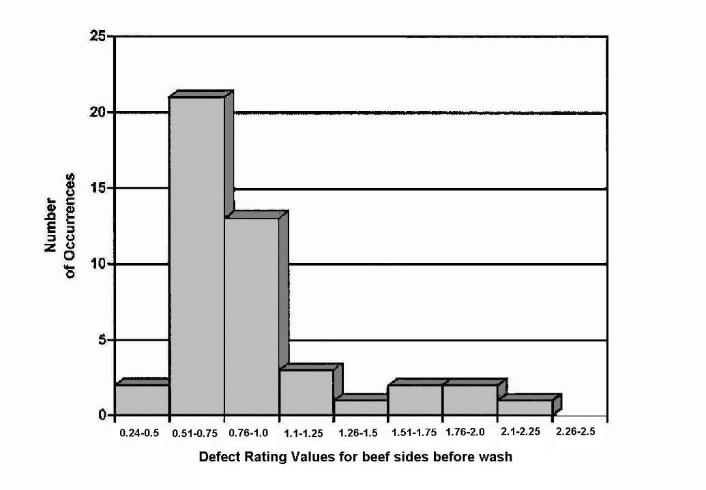 25
20
15
10
5
0
Number
of Occurrences
0.24-0.5 0.51-0.75 0.76-1.0 1.1-1.25 1.26-1.5 1.51-1.75 1.76-2.0 2.1-2.25 2.26-2.5
Defect Rating Values for beef sides before wash